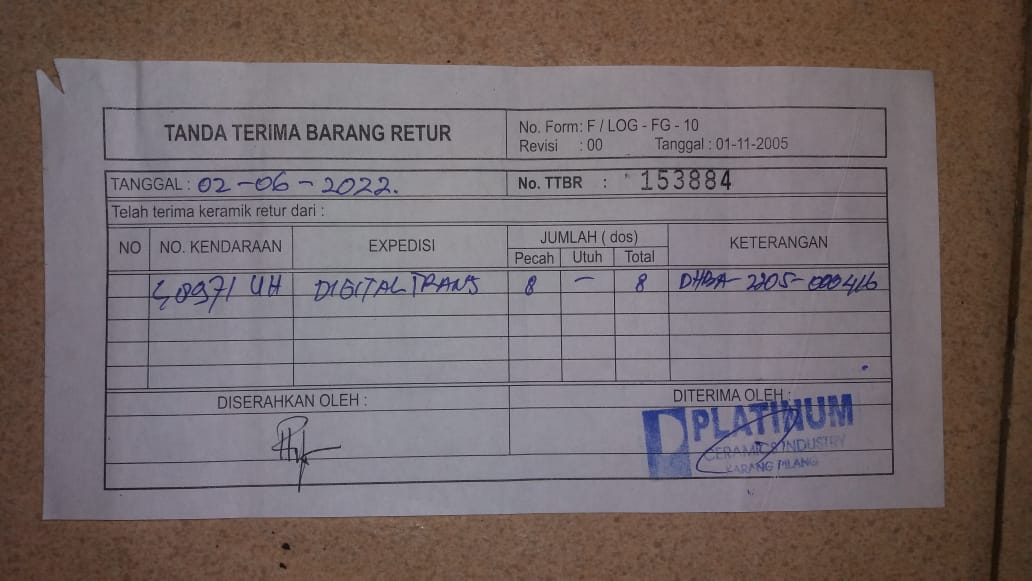 TANDA TERIMA BARANG RETUR
No. Form: F / LOG - FG - 10
Revisi : 00 Tanggal : 01-11-2005
TANGGAL : 02-06-2022.
No. TTBR : 153884
Telah terima keramik retur dari :
NO NO. KENDARAAN EXPEDISI JUMLAH ( dos) KETERANGAN
Pecah Utuh Total
UH DIGITAL TRANS 8 - 8 DHBA-2205-000416
DISERAHKAN OLEH : DITERIMA OLEH :
PLATINUM
CERAMICS INDUSTRY
KARANG PILANG